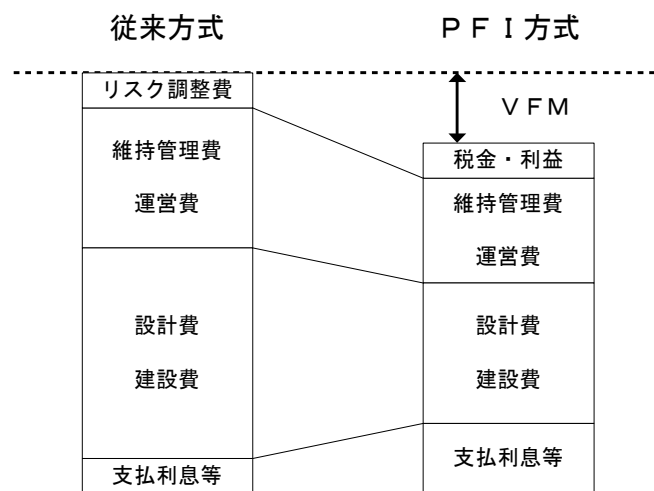 従来方式
PFI方式
リスク調整費
維持管理費
運営費
設計費
建設費
支払利息等
VFM
税金・利益
維持管理費
運営費
設計費
建設費
支払利息等